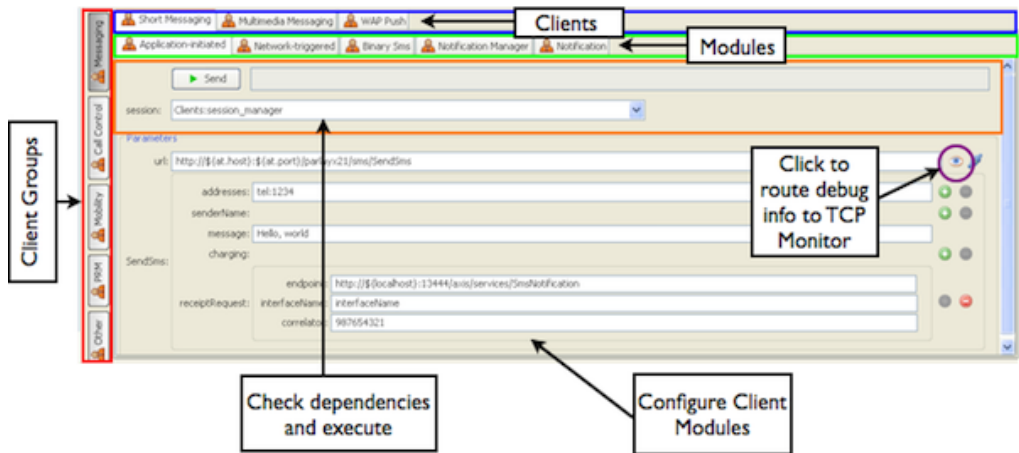 Short Messaging Multimedia Messaging WAP Push
Clients
Application-initiated Network-triggered Binary Sms Notification Manager Notification
Modules
Messaging
Call Control
Mobility
PRM
Other
Client Groups
Send
session: Clients:session_manager
Parameters
url: http://${at.host}:${at.port}/parlayx21/sms/SendSms
Click to
route debug
info to TCP
Monitor
addresses: tel:1234
senderName:
message: Hello, world
charging:
SendSms:
endpoint: http://${localhost}:13444/axis/services/SmsNotification
receiptRequest: interfaceName: interfaceName
correlator: 987654321
Check dependencies
and execute
Configure Client
Modules